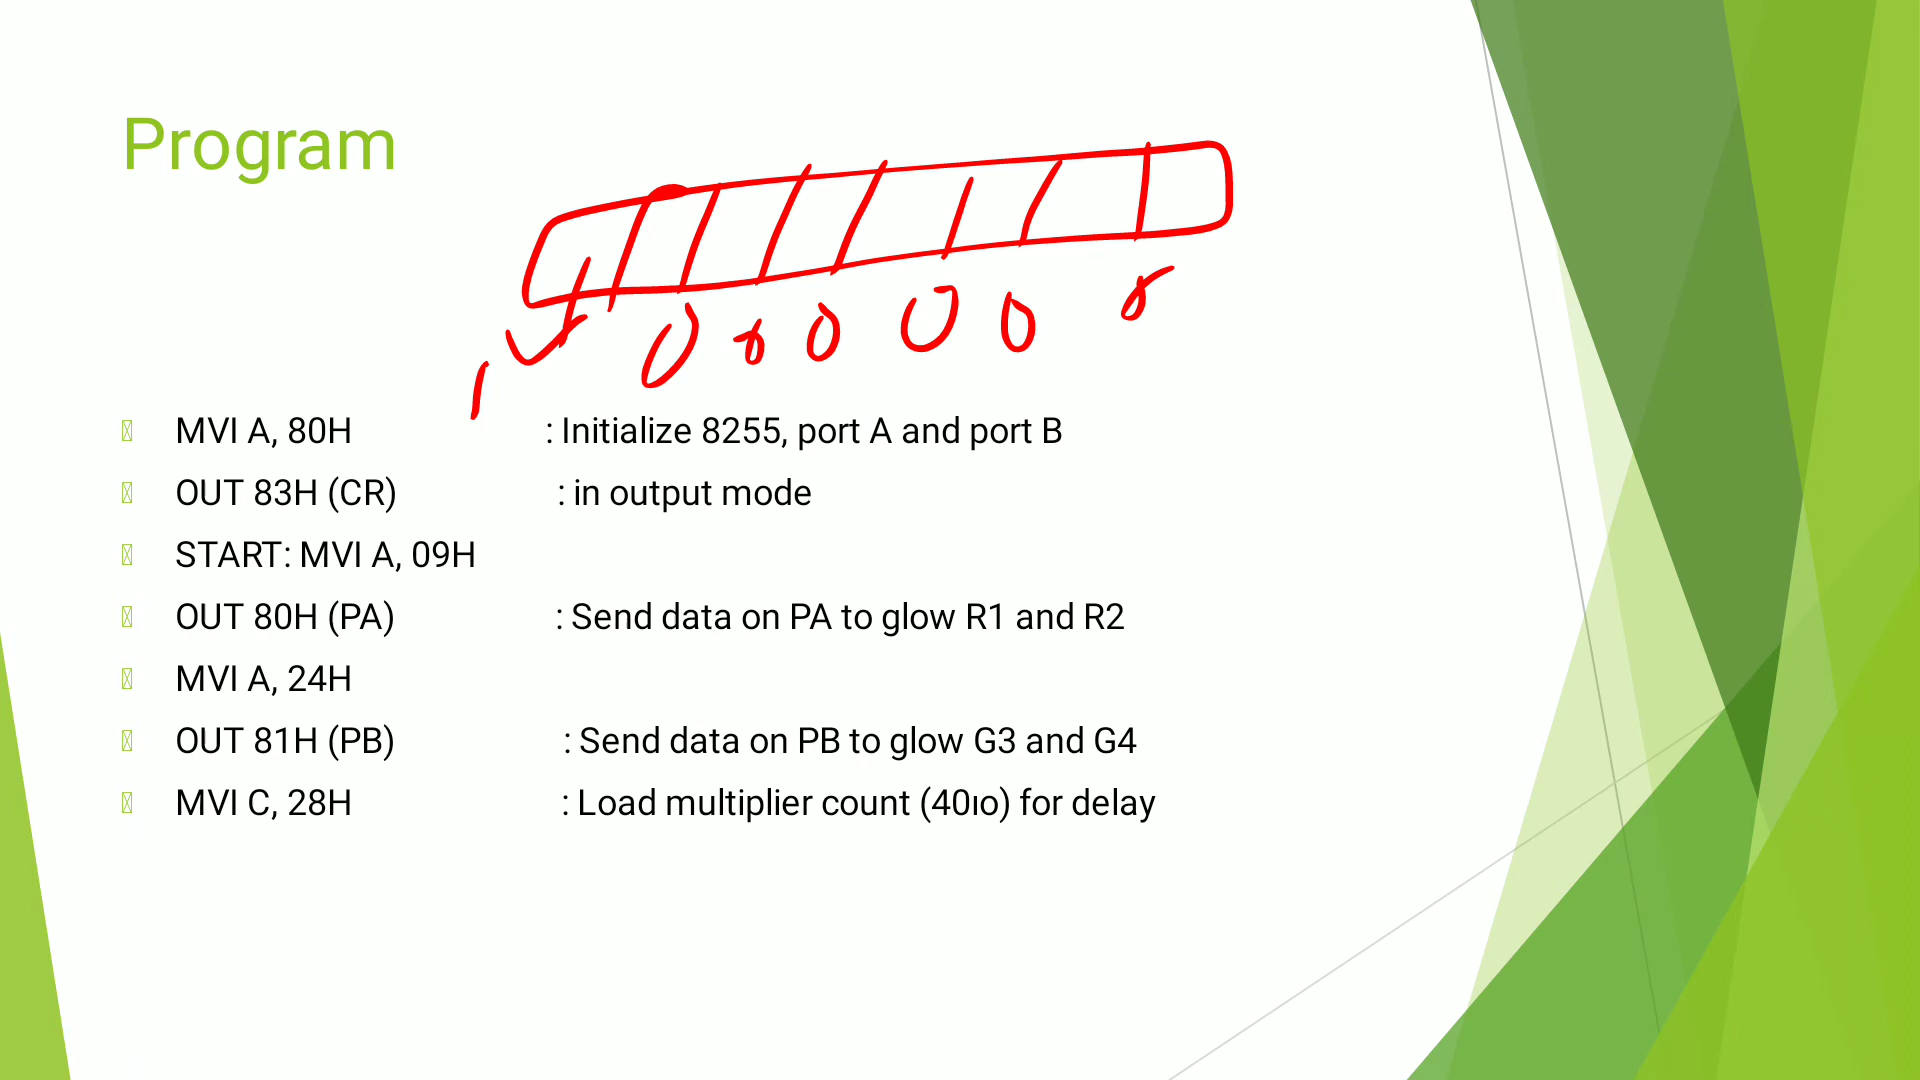 Program
1 0 0 0 0 0
MVI A, 80H : Initialize 8255, port A and port B
OUT 83H (CR) : in output mode
START: MVI A, 09H
OUT 80H (PA) : Send data on PA to glow R1 and R2
MVI A, 24H
OUT 81H (PB) : Send data on PB to glow G3 and G4
MVI C, 28H : Load multiplier count (40ıo) for delay